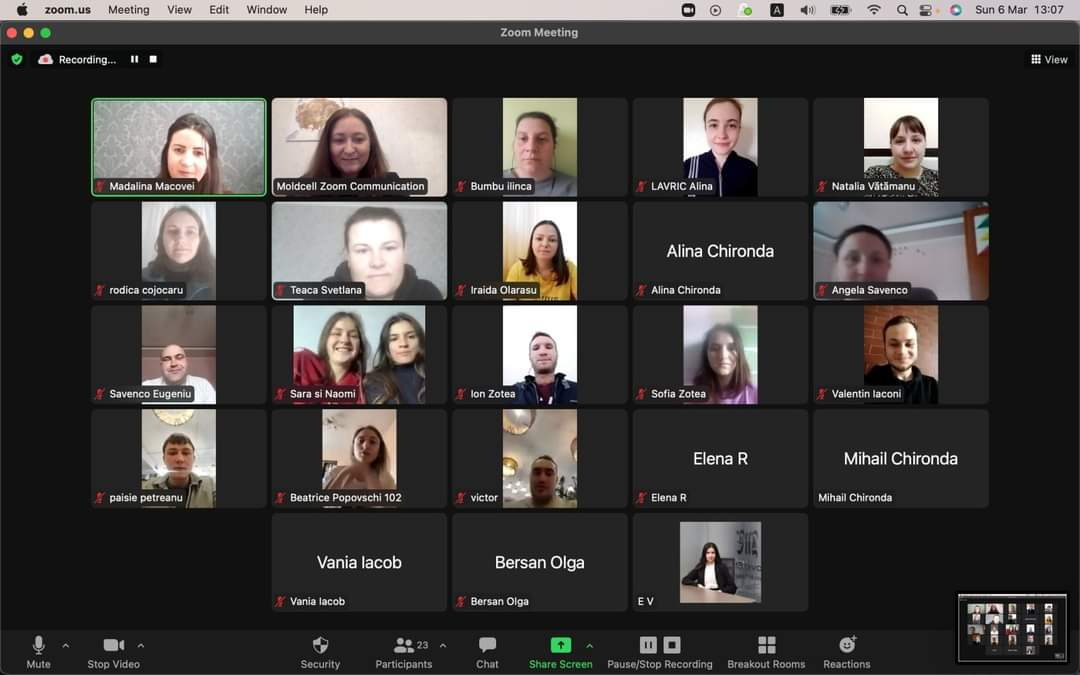 zoom.us Meeting View Edit Window Help A Sun 6 Mar 13:07
Zoom Meeting
Recording... View
Madalina Macovei
Moldcell Zoom Communication
Bumbu ilinca
LAVRIC Alina
Natalia Vătămanu
rodica cojocaru
Teaca Svetlana
Iraida Olarasu
Alina Chironda
Alina Chironda
Angela Savenco
Savenco Eugeniu
Sara si Naomi
Ion Zotea
Sofia Zotea
Valentin Iaconi
paisie petreanu
Beatrice Popovschi 102
victor
Elena R
Elena R
Mihail Chironda
Mihail Chironda
Vania Iacob
Vania Iacob
Bersan Olga
Bersan Olga
E V
23
Mute Stop Video Security Participants Chat Share Screen Pause/Stop Recording Breakout Rooms Reactions